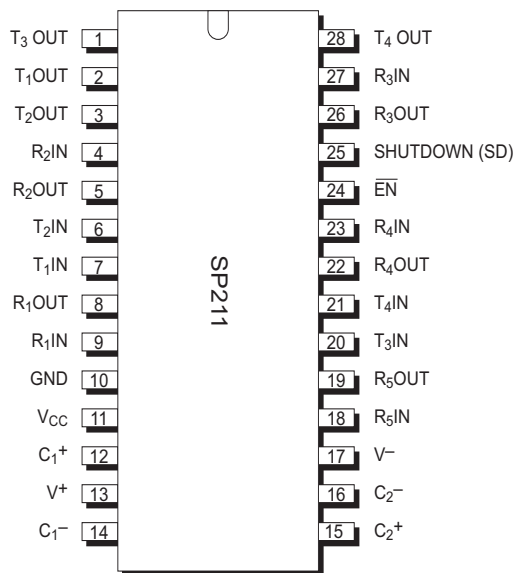 T₃ OUT 1 28 T₄ OUT
T₁OUT 2 27 R₃IN
T₂OUT 3 26 R₃OUT
R₂IN 4 25 SHUTDOWN (SD)
R₂OUT 5 24 E̅N̅
T₂IN 6 23 R₄IN
T₁IN 7 22 R₄OUT
R₁OUT 8 21 T₄IN
R₁IN 9 20 T₃IN
GND 10 19 R₅OUT
V_CC 11 18 R₅IN
C₁⁺ 12 17 V⁻
V⁺ 13 16 C₂⁻
C₁⁻ 14 15 C₂⁺
SP211